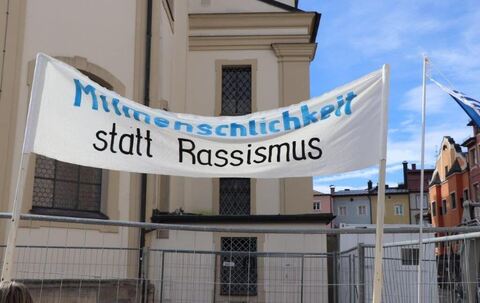 Mitmenschlichkeit
statt Rassismus